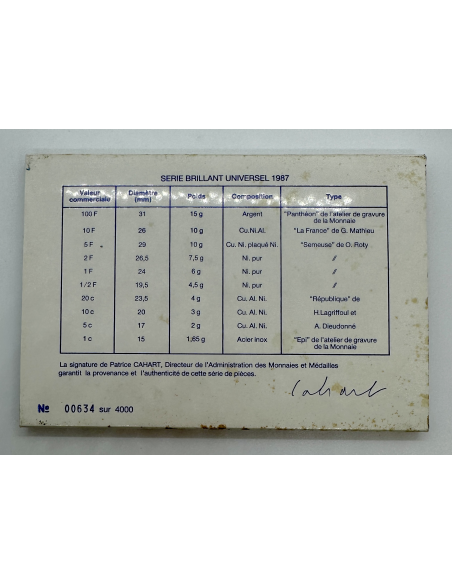 SERIE BRILLANT UNIVERSEL 1987
Valeur commerciale Diamètre (mm) Poids Composition Type
100 F 31 15 g Argent "Panthéon" de l'atelier de gravure de la Monnaie
10 F 26 10 g Cu.Ni.Al. "La France" de G. Mathieu
5 F 29 10 g Cu. Ni. plaqué Ni. "Semeuse" de O. Roty
2 F 26,5 7,5 g Ni. pur //
1 F 24 6 g Ni. pur //
1/2 F 19,5 4,5 g Ni. pur //
20 c 23,5 4 g Cu. Al. Ni. "République" de
10 c 20 3 g Cu. Al. Ni. H.Lagriffoul et
5 c 17 2 g Cu. Al. Ni. A. Dieudonné
1 c 15 1,65 g Acier inox "Epi" de l'atelier de gravure de la Monnaie
La signature de Patrice CAHART, Directeur de l'Administration des Monnaies et Médailles
garantit la provenance et l'authenticité de cette série de pièces.
Cahart
No 00634 sur 4000